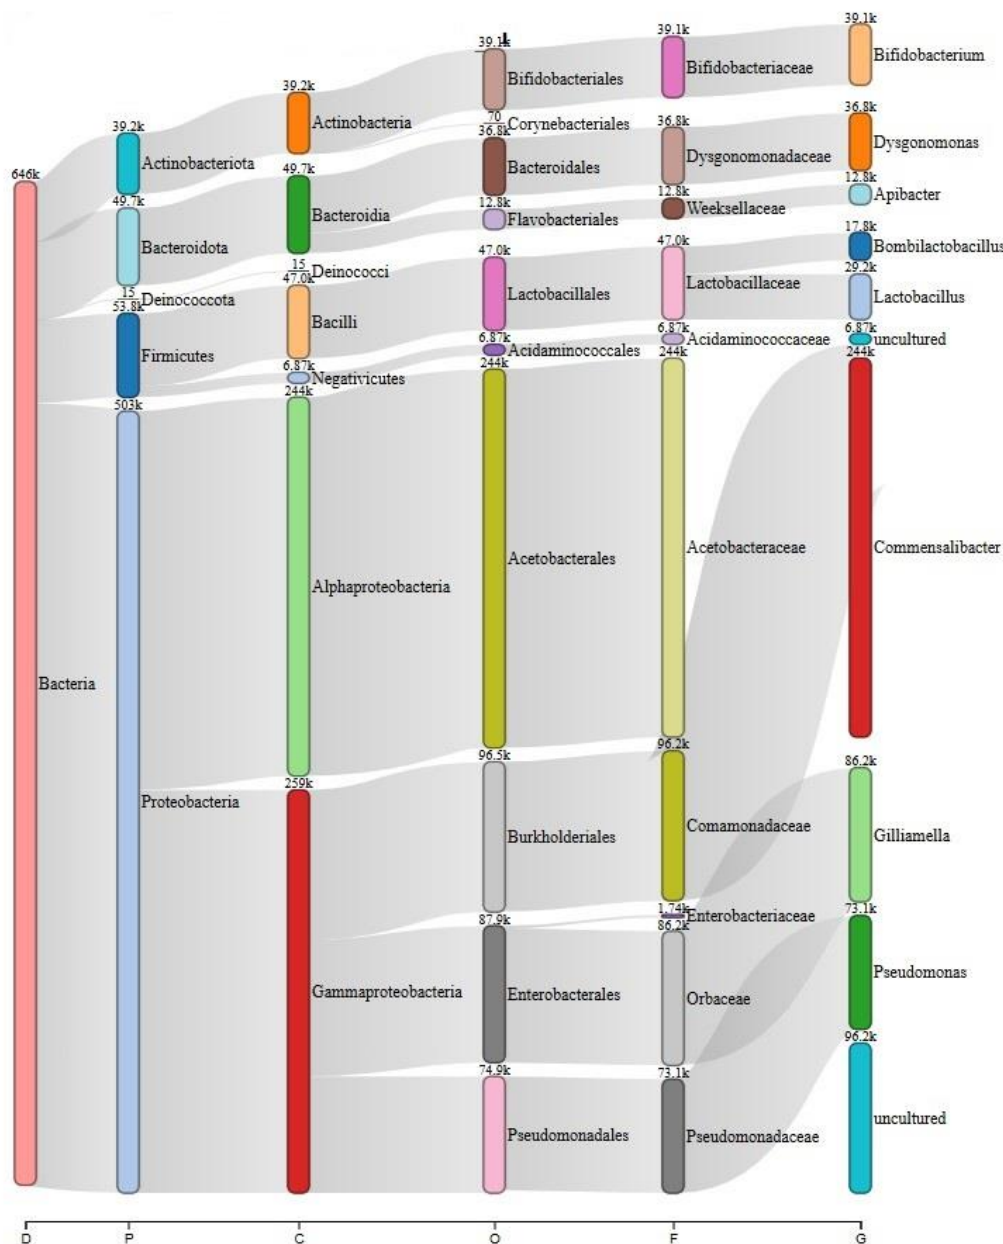 646k
Bacteria
39.2k
Actinobacteriota
49.7k
Bacteroidota
15
Deinococcota
53.8k
Firmicutes
503k
Proteobacteria
39.2k
Actinobacteria
49.7k
Bacteroidia
15
Deinococci
47.0k
Bacilli
6.87k
Negativicutes
244k
Alphaproteobacteria
259k
Gammaproteobacteria
39.1k
Bifidobacteriales
70
Corynebacteriales
36.8k
Bacteroidales
12.8k
Flavobacteriales
47.0k
Lactobacillales
6.87k
Acidaminococcales
244k
Acetobacterales
96.5k
Burkholderiales
87.9k
Enterobacterales
74.9k
Pseudomonadales
39.1k
Bifidobacteriaceae
36.8k
Dysgonomonadaceae
12.8k
Weeksellaceae
47.0k
Lactobacillaceae
6.87k
Acidaminococcaceae
244k
Acetobacteraceae
96.2k
Comamonadaceae
1.74k
Enterobacteriaceae
86.2k
Orbaceae
73.1k
Pseudomonadaceae
39.1k
Bifidobacterium
36.8k
Dysgonomonas
12.8k
Apibacter
17.8k
Bombilactobacillus
29.2k
Lactobacillus
6.87k
uncultured
244k
Commensalibacter
86.2k
Gilliamella
73.1k
Pseudomonas
96.2k
uncultured
D P C O F G